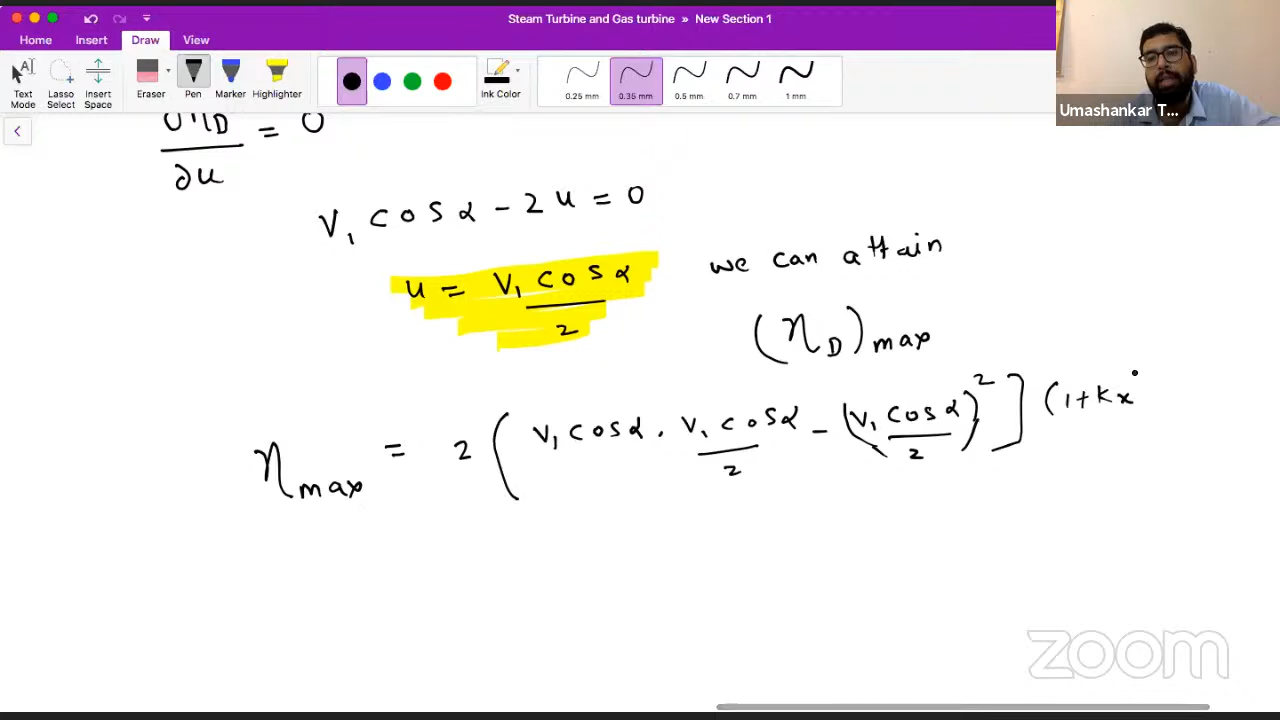 Steam Turbine and Gas turbine » New Section 1
Home Insert Draw View
Text Mode Lasso Select Insert Space Eraser Pen Marker Highlighter Ink Color 0.25 mm 0.35 mm 0.5 mm 0.7 mm 1 mm
Umashankar T...
∂η_D/∂u = 0
V₁ cos α - 2u = 0
u = V₁ cos α / 2 we can attain
(η_D)max
ηmax = 2 ( V₁ cos α . V₁ cos α / 2 - (V₁ cos α / 2)² ] (1 + Kx
zoom